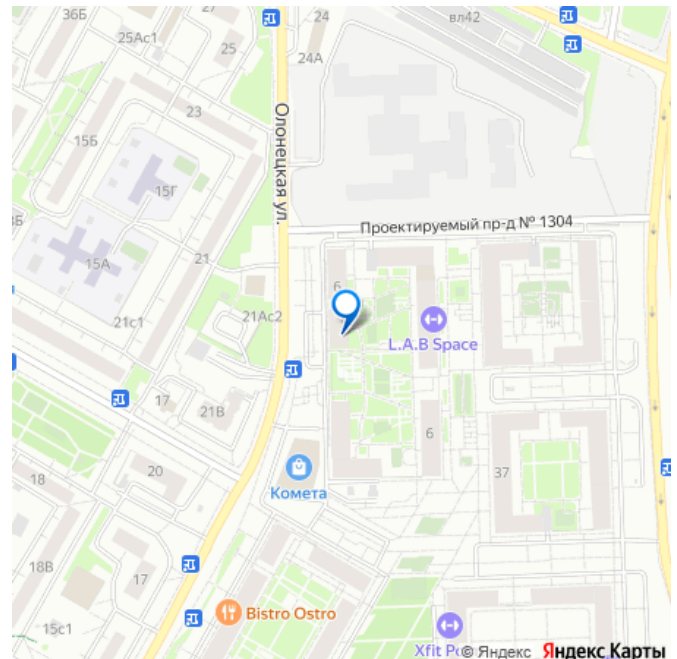 36Б
24
вл42
25Ас1
25
24А
23
15Б
Олонецкая ул.
15Г
Проектируемый пр-д № 1304
15А
21
6
21с1
21Ас2
L.A.B Space
17
21В
6
20
Комета
37
18
18В
17
Bistro Ostro
15с1
© Яндекс Яндекс Карты